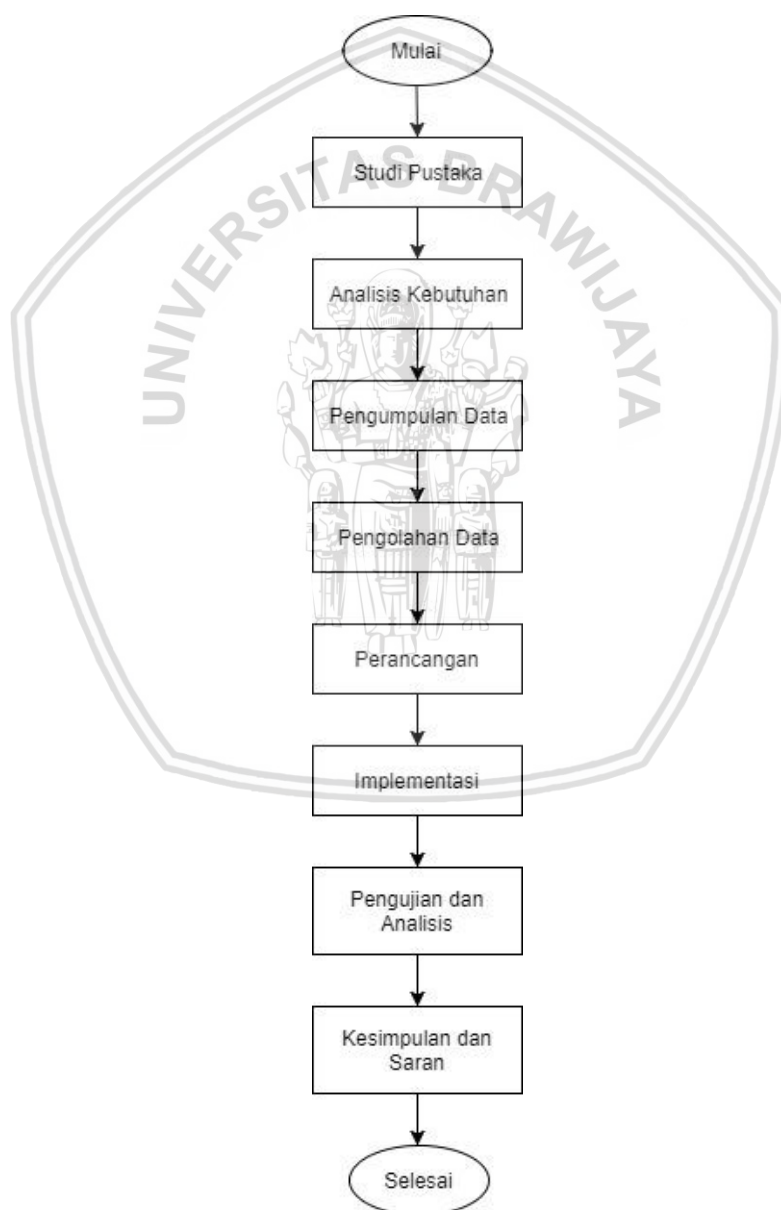 Mulai
Studi Pustaka
UNIVERSITAS BRAWIJAYA
Analisis Kebutuhan
Pengumpulan Data
Pengolahan Data
Perancangan
Implementasi
Pengujian dan
Analisis
Kesimpulan dan
Saran
Selesai